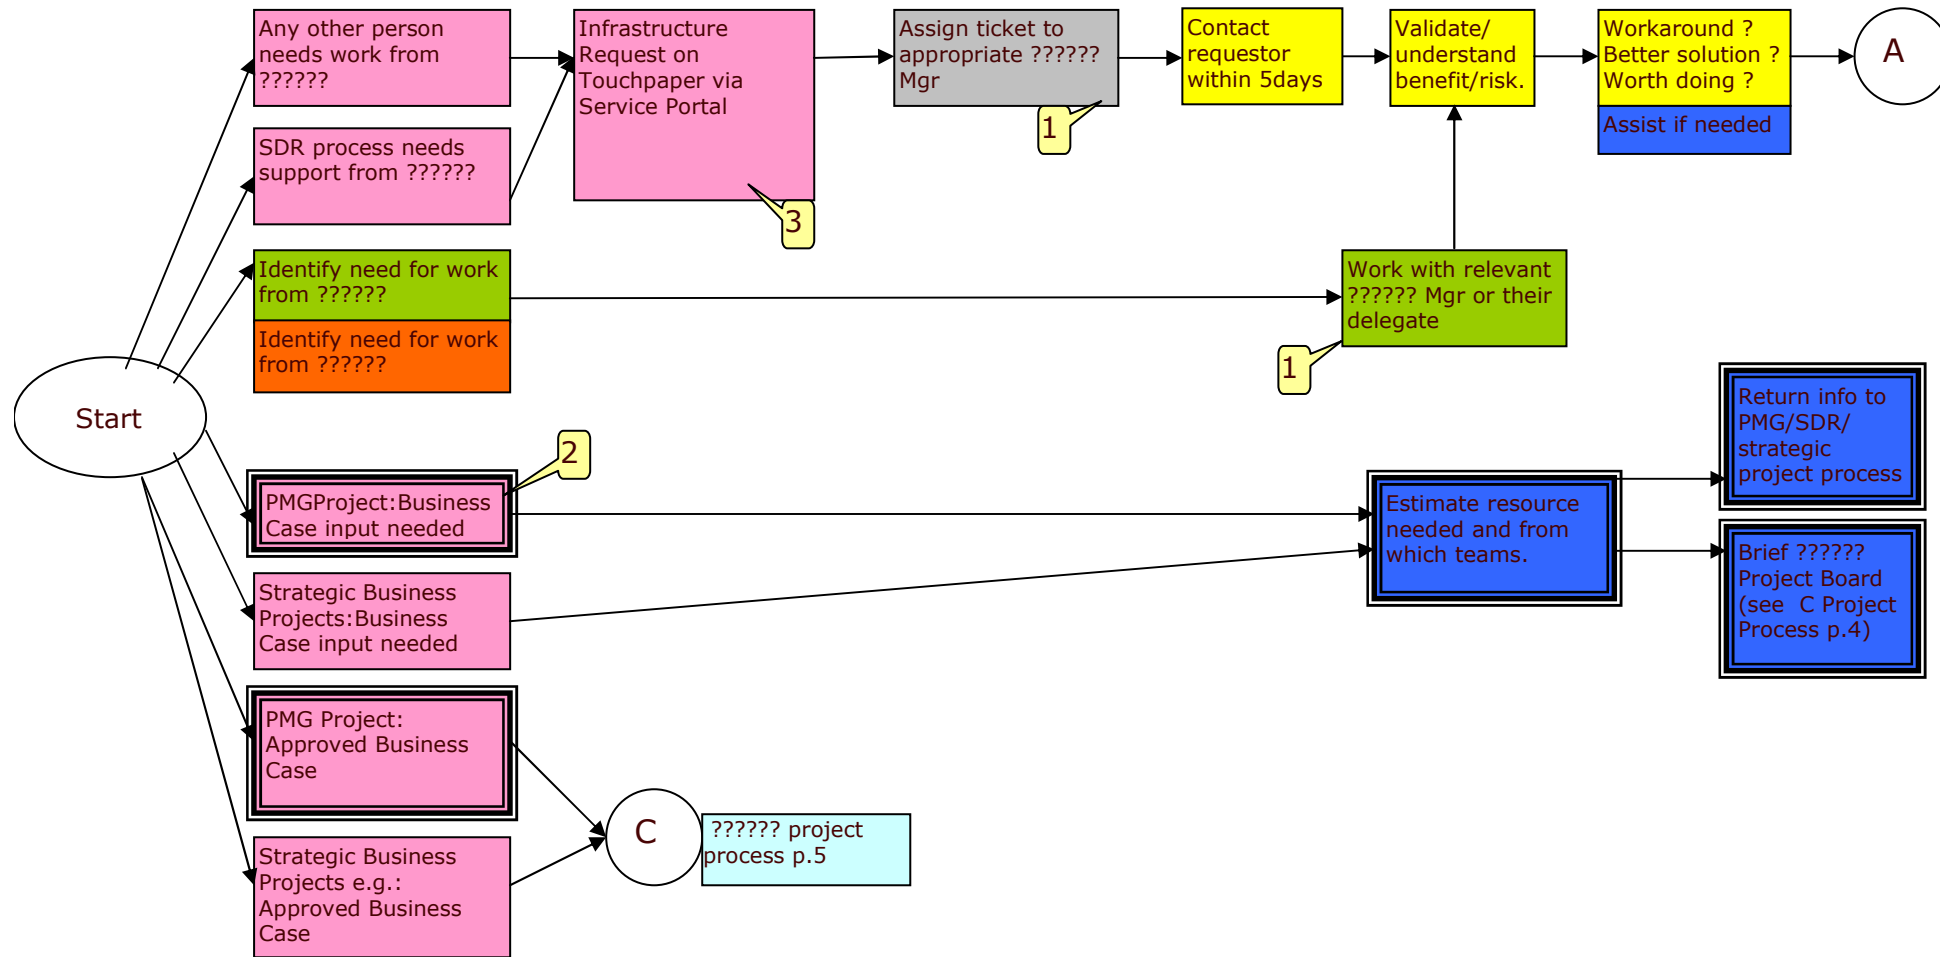 Any other person
needs work from
??????
Infrastructure
Request on
Touchpaper via
Service Portal
Assign ticket to
appropriate ??????
Mgr
Contact
requestor
within 5days
Validate/
understand
benefit/risk.
Workaround ?
Better solution ?
Worth doing ?
Assist if needed
A
1
SDR process needs
support from ??????
3
Identify need for work
from ??????
Identify need for work
from ??????
Work with relevant
?????? Mgr or their
delegate
1
Start
2
PMGProject:Business
Case input needed
Estimate resource
needed and from
which teams.
Return info to
PMG/SDR/
strategic
project process
Brief ??????
Project Board
(see  C Project
Process p.4)
Strategic Business
Projects:Business
Case input needed
PMG Project:
Approved Business
Case
C
?????? project
process p.5
Strategic Business
Projects e.g.:
Approved Business
Case